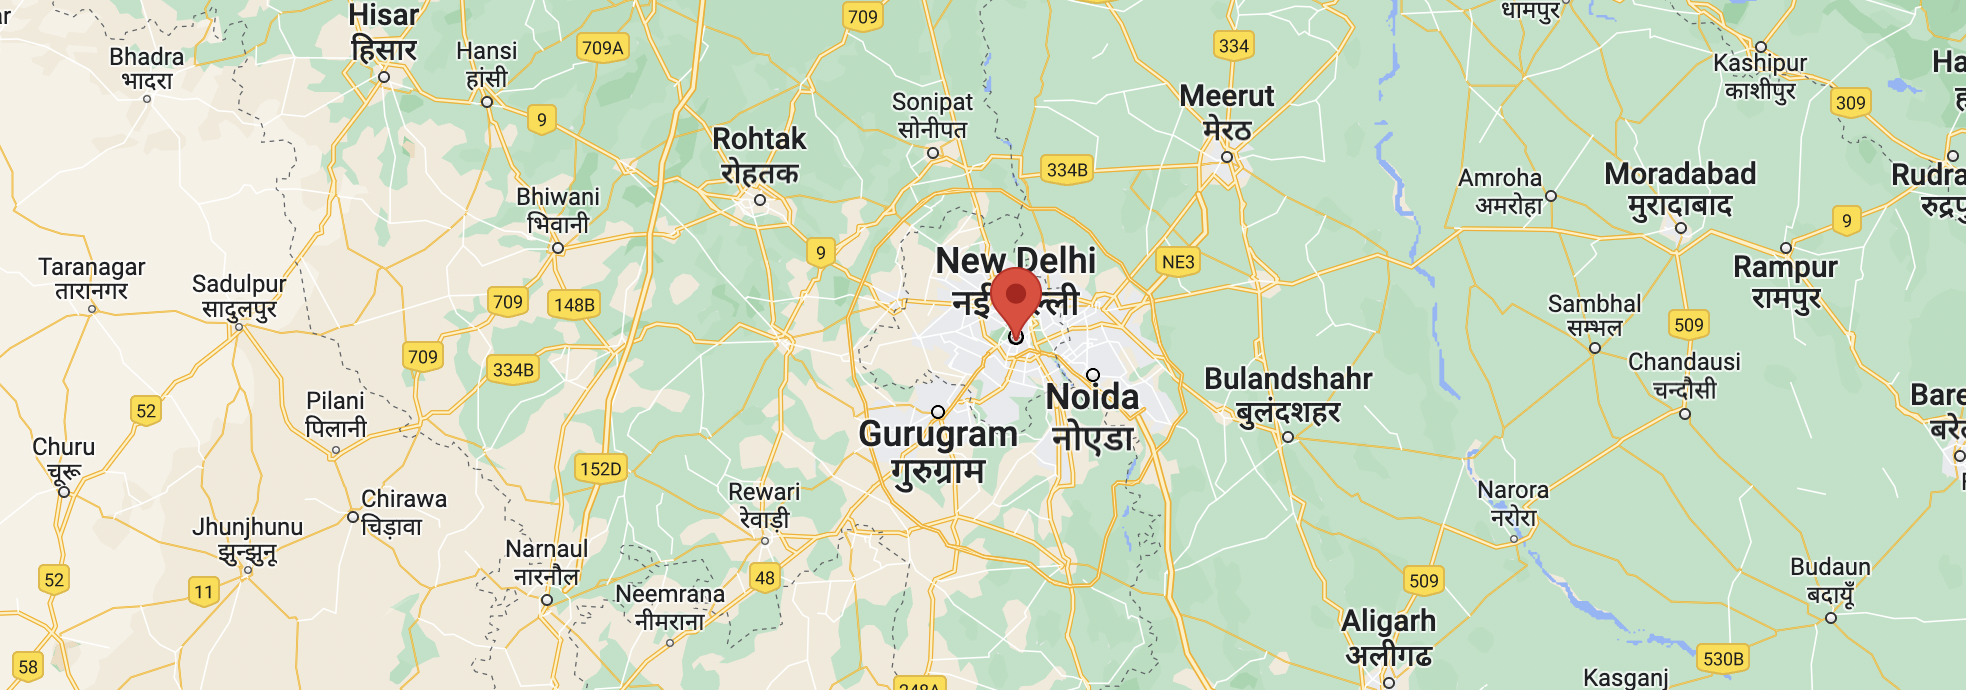 Hisar
हिसार
Bhadra
भादरा
Hansi
हांसी
709A
709
334
धामपुर
Kashipur
काशीपुर
309
9
Sonipat
सोनीपत
Meerut
मेरठ
Rohtak
रोहतक
334B
Amroha
अमरोहा
Moradabad
मुरादाबाद
Bhiwani
भिवानी
9
9
New Delhi
NE3
Rampur
रामपुर
Taranagar
तारानगर
Sadulpur
सादुलपुर
709
148B
Sambhal
सम्भल
509
709
334B
Chandausi
चन्दौसी
Bulandshahr
बुलंदशहर
Noida
नोएडा
Pilani
पिलानी
52
Gurugram
गुरुग्राम
Churu
चूरू
152D
Chirawa
चिड़ावा
Rewari
रेवाड़ी
Narora
नरोरा
Jhunjhunu
झुन्झुनू
Narnaul
नारनौल
52
11
48
Neemrana
नीमराना
509
Budaun
बदायूँ
Aligarh
अलीगढ
58
530B
Kasganj